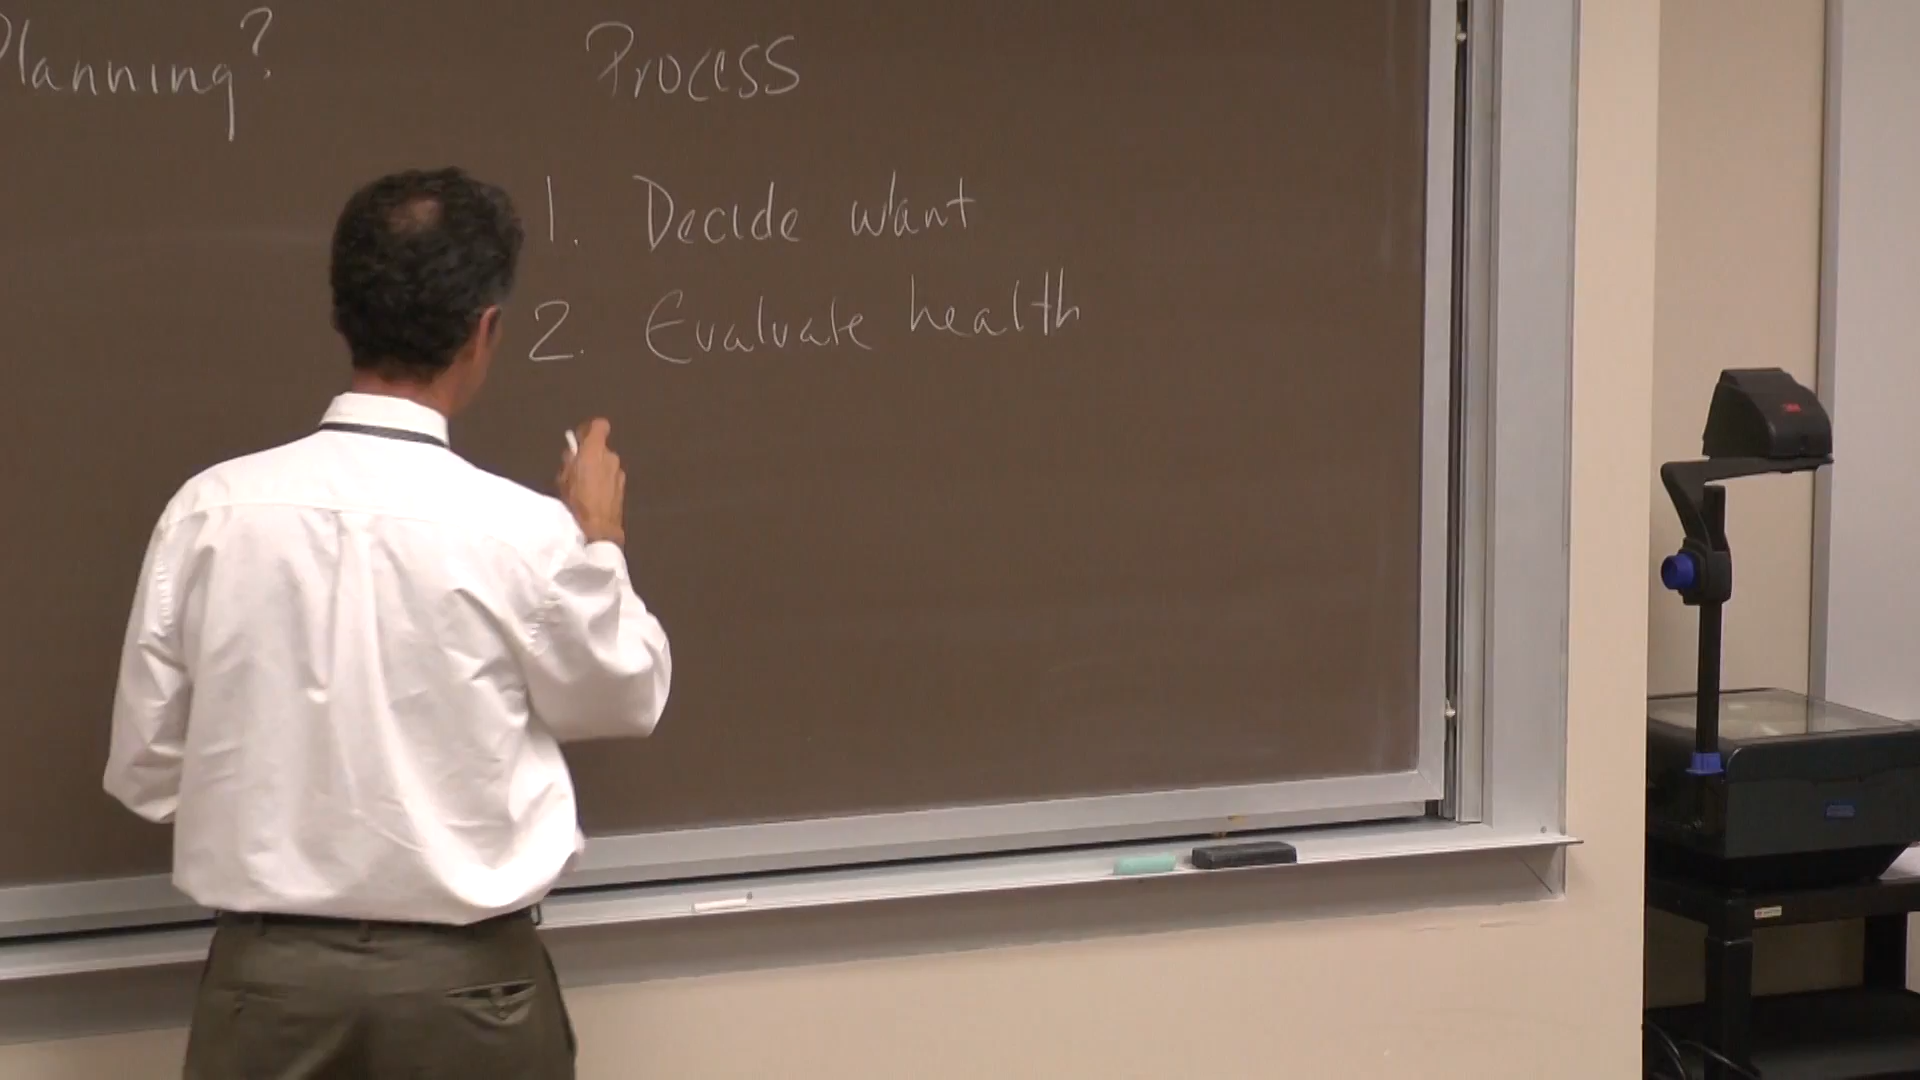 Planning?
Process
1. Decide want
2. Evaluate health